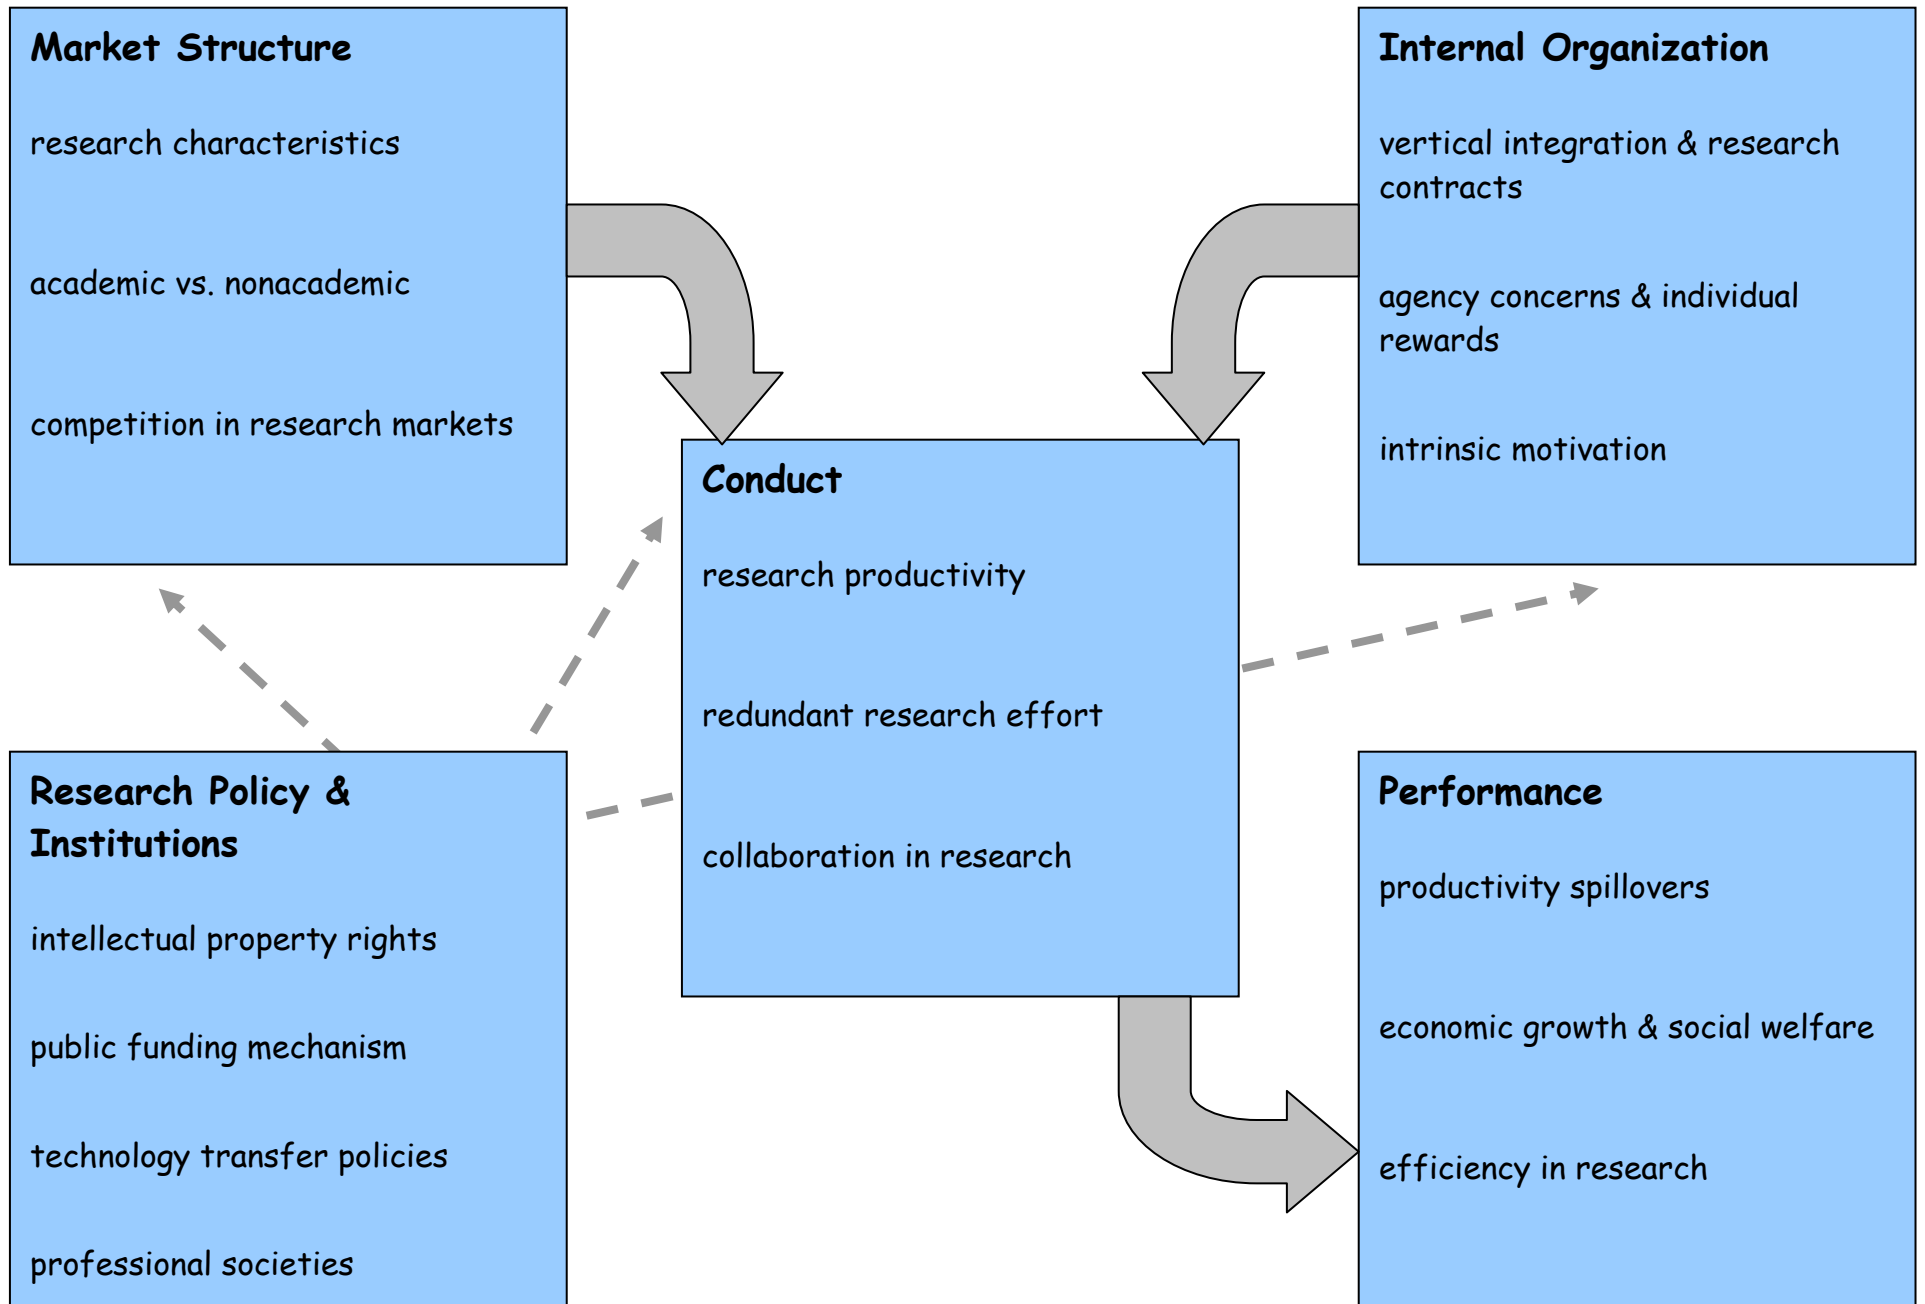 Market Structure
research characteristics
academic vs. nonacademic
competition in research markets
Internal Organization
vertical integration & research
contracts
agency concerns & individual
rewards
intrinsic motivation
Conduct
research productivity
redundant research effort
collaboration in research
Research Policy &
Institutions
intellectual property rights
public funding mechanism
technology transfer policies
professional societies
Performance
productivity spillovers
economic growth & social welfare
efficiency in research